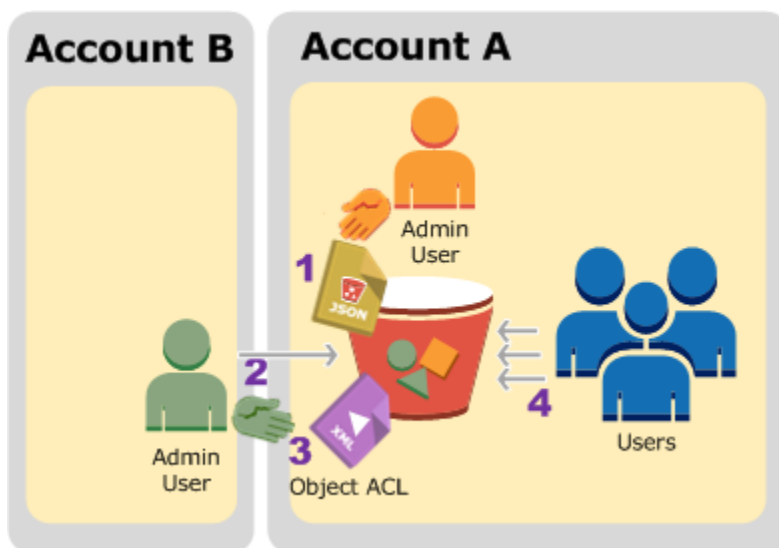 Account B
Account A
Admin
User
1
JSON
2
Admin
User
3
XML
Object ACL
4
Users